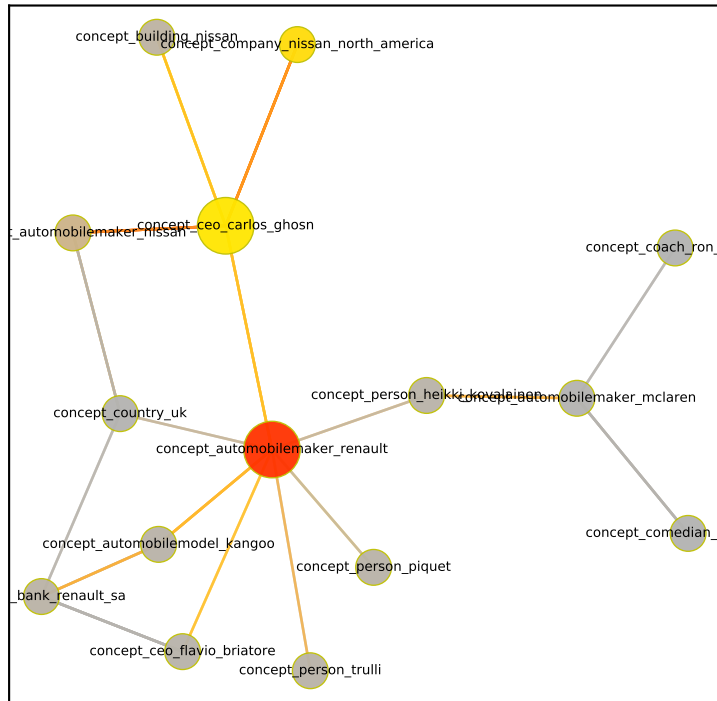 concept_building_nissan
concept_company_nissan_north_america
concept_ceo_carlos_ghosn
t_automobilemaker_nissan
concept_coach_ron_
concept_person_heikki_kovalainen
concept_automobilemaker_mclaren
concept_country_uk
concept_automobilemaker_renault
concept_comedian_
concept_automobilemodel_kangoo
concept_person_piquet
_bank_renault_sa
concept_ceo_flavio_briatore
concept_person_trulli